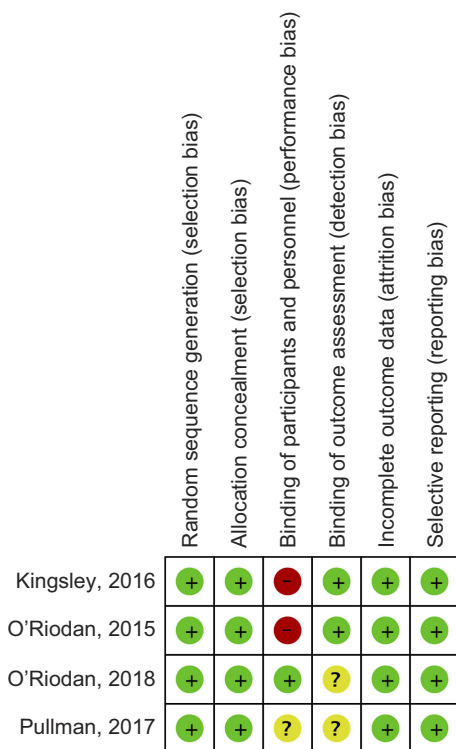 Random sequence generation (selection bias)
Allocation concealment (selection bias)
Binding of participants and personnel (performance bias)
Binding of outcome assessment (detection bias)
Incomplete outcome data (attrition bias)
Selective reporting (reporting bias)
Kingsley, 2016 + + - + + +
O'Riodan, 2015 + + - + + +
O'Riodan, 2018 + + + ? + +
Pullman, 2017 + + ? ? + +